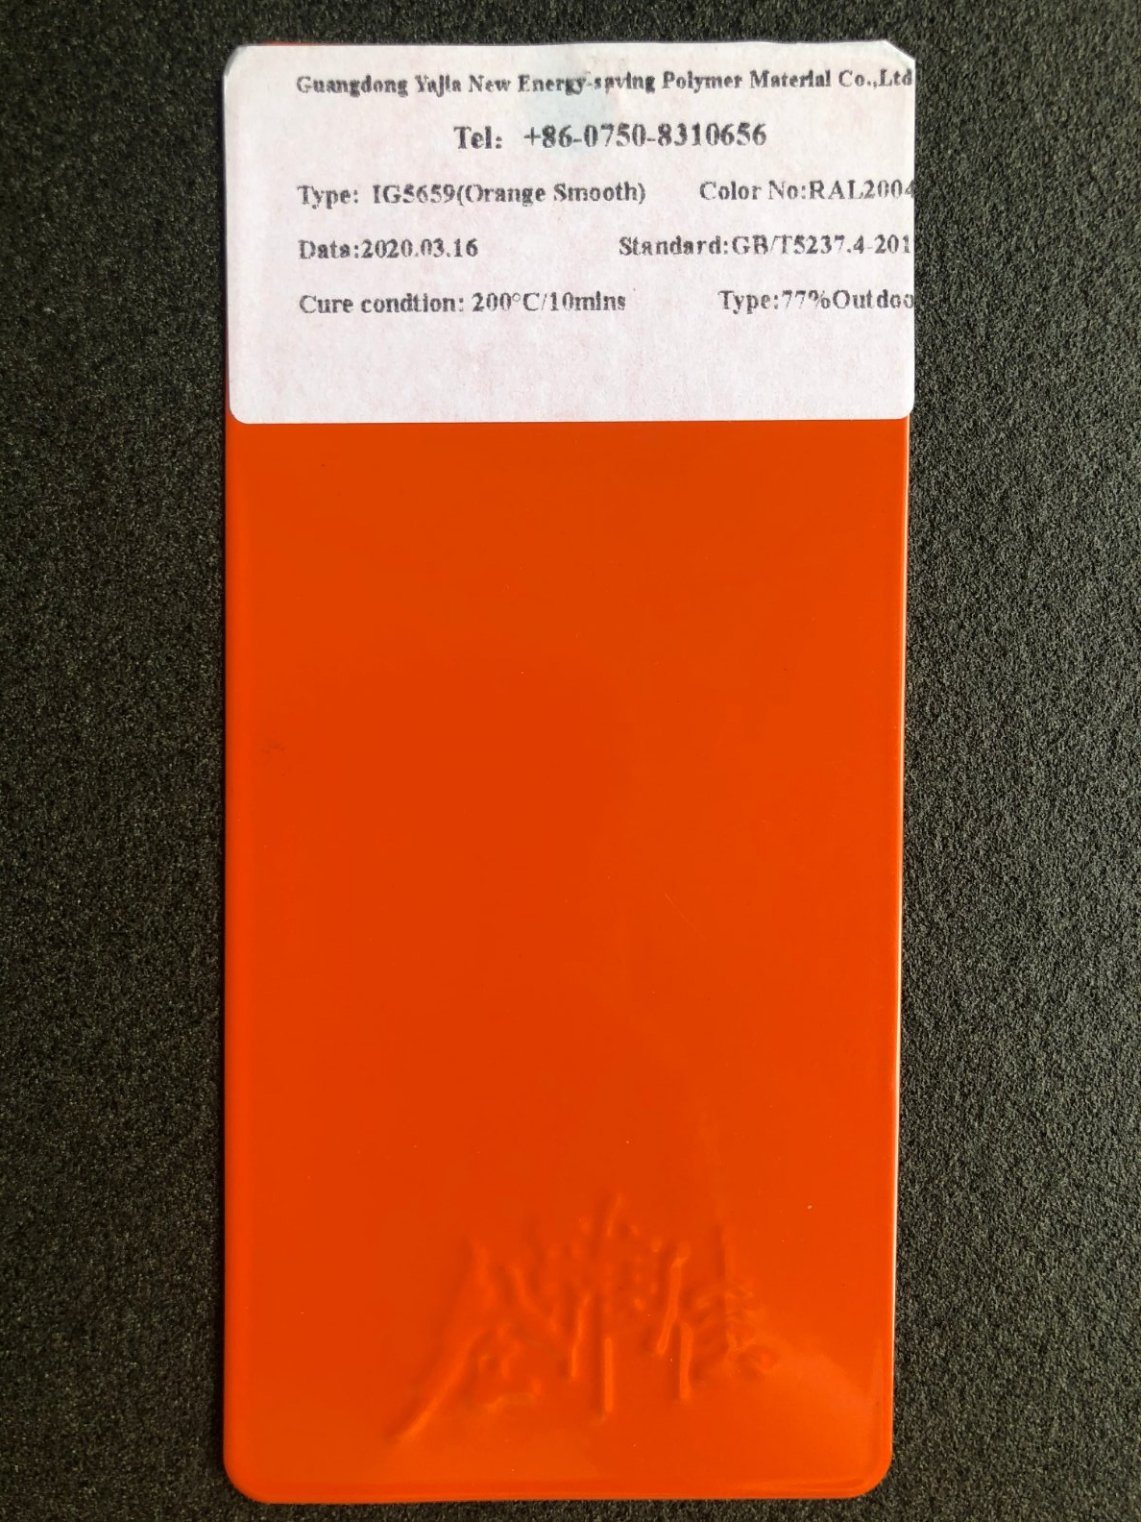 Guangdong Yajia New Energy-saving Polymer Material Co.,Ltd
Tel: +86-0750-8310656
Type: IG5659(Orange Smooth) Color No:RAL2004
Data:2020.03.16 Standard:GB/T5237.4-201
Cure condtion: 200°C/10mins Type:77%Outdoo